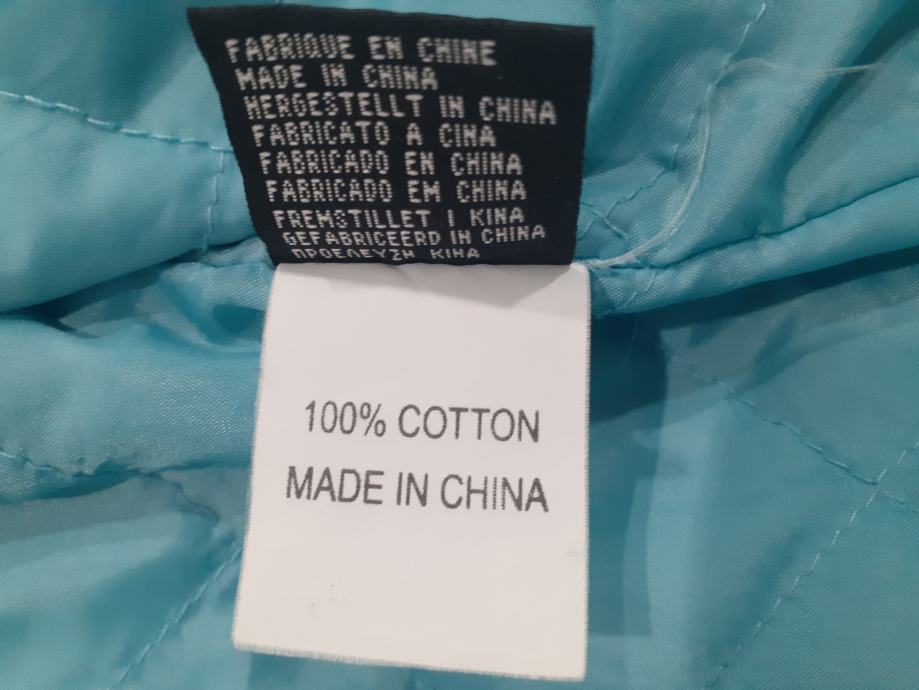 FABRIQUE EN CHINE
MADE IN CHINA
HERGESTELLT IN CHINA
FABRICATO A CINA
FABRICADO EN CHINA
FABRICADO EM CHINA
FREMSTILLET I KINA
GEFABRICEERD IN CHINA
ΠΡΟΕΛΕΥΖΗ ΚΙΝΑ
100% COTTON
MADE IN CHINA